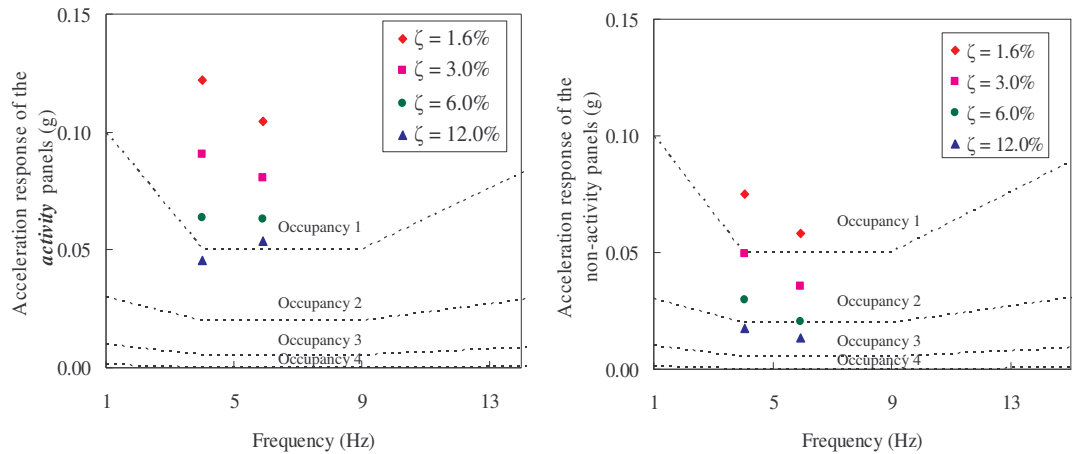 Acceleration response of the
activity panels (g)
0.15
0.10
0.05
0.00
ζ = 1.6%
ζ = 3.0%
ζ = 6.0%
ζ = 12.0%
Occupancy 1
Occupancy 2
Occupancy 3
Occupancy 4
1
5
9
13
Frequency (Hz)
Acceleration response of the
non-activity panels (g)
0.15
0.10
0.05
0.00
ζ = 1.6%
ζ = 3.0%
ζ = 6.0%
ζ = 12.0%
Occupancy 1
Occupancy 2
Occupancy 3
Occupancy 4
1
5
9
13
Frequency (Hz)